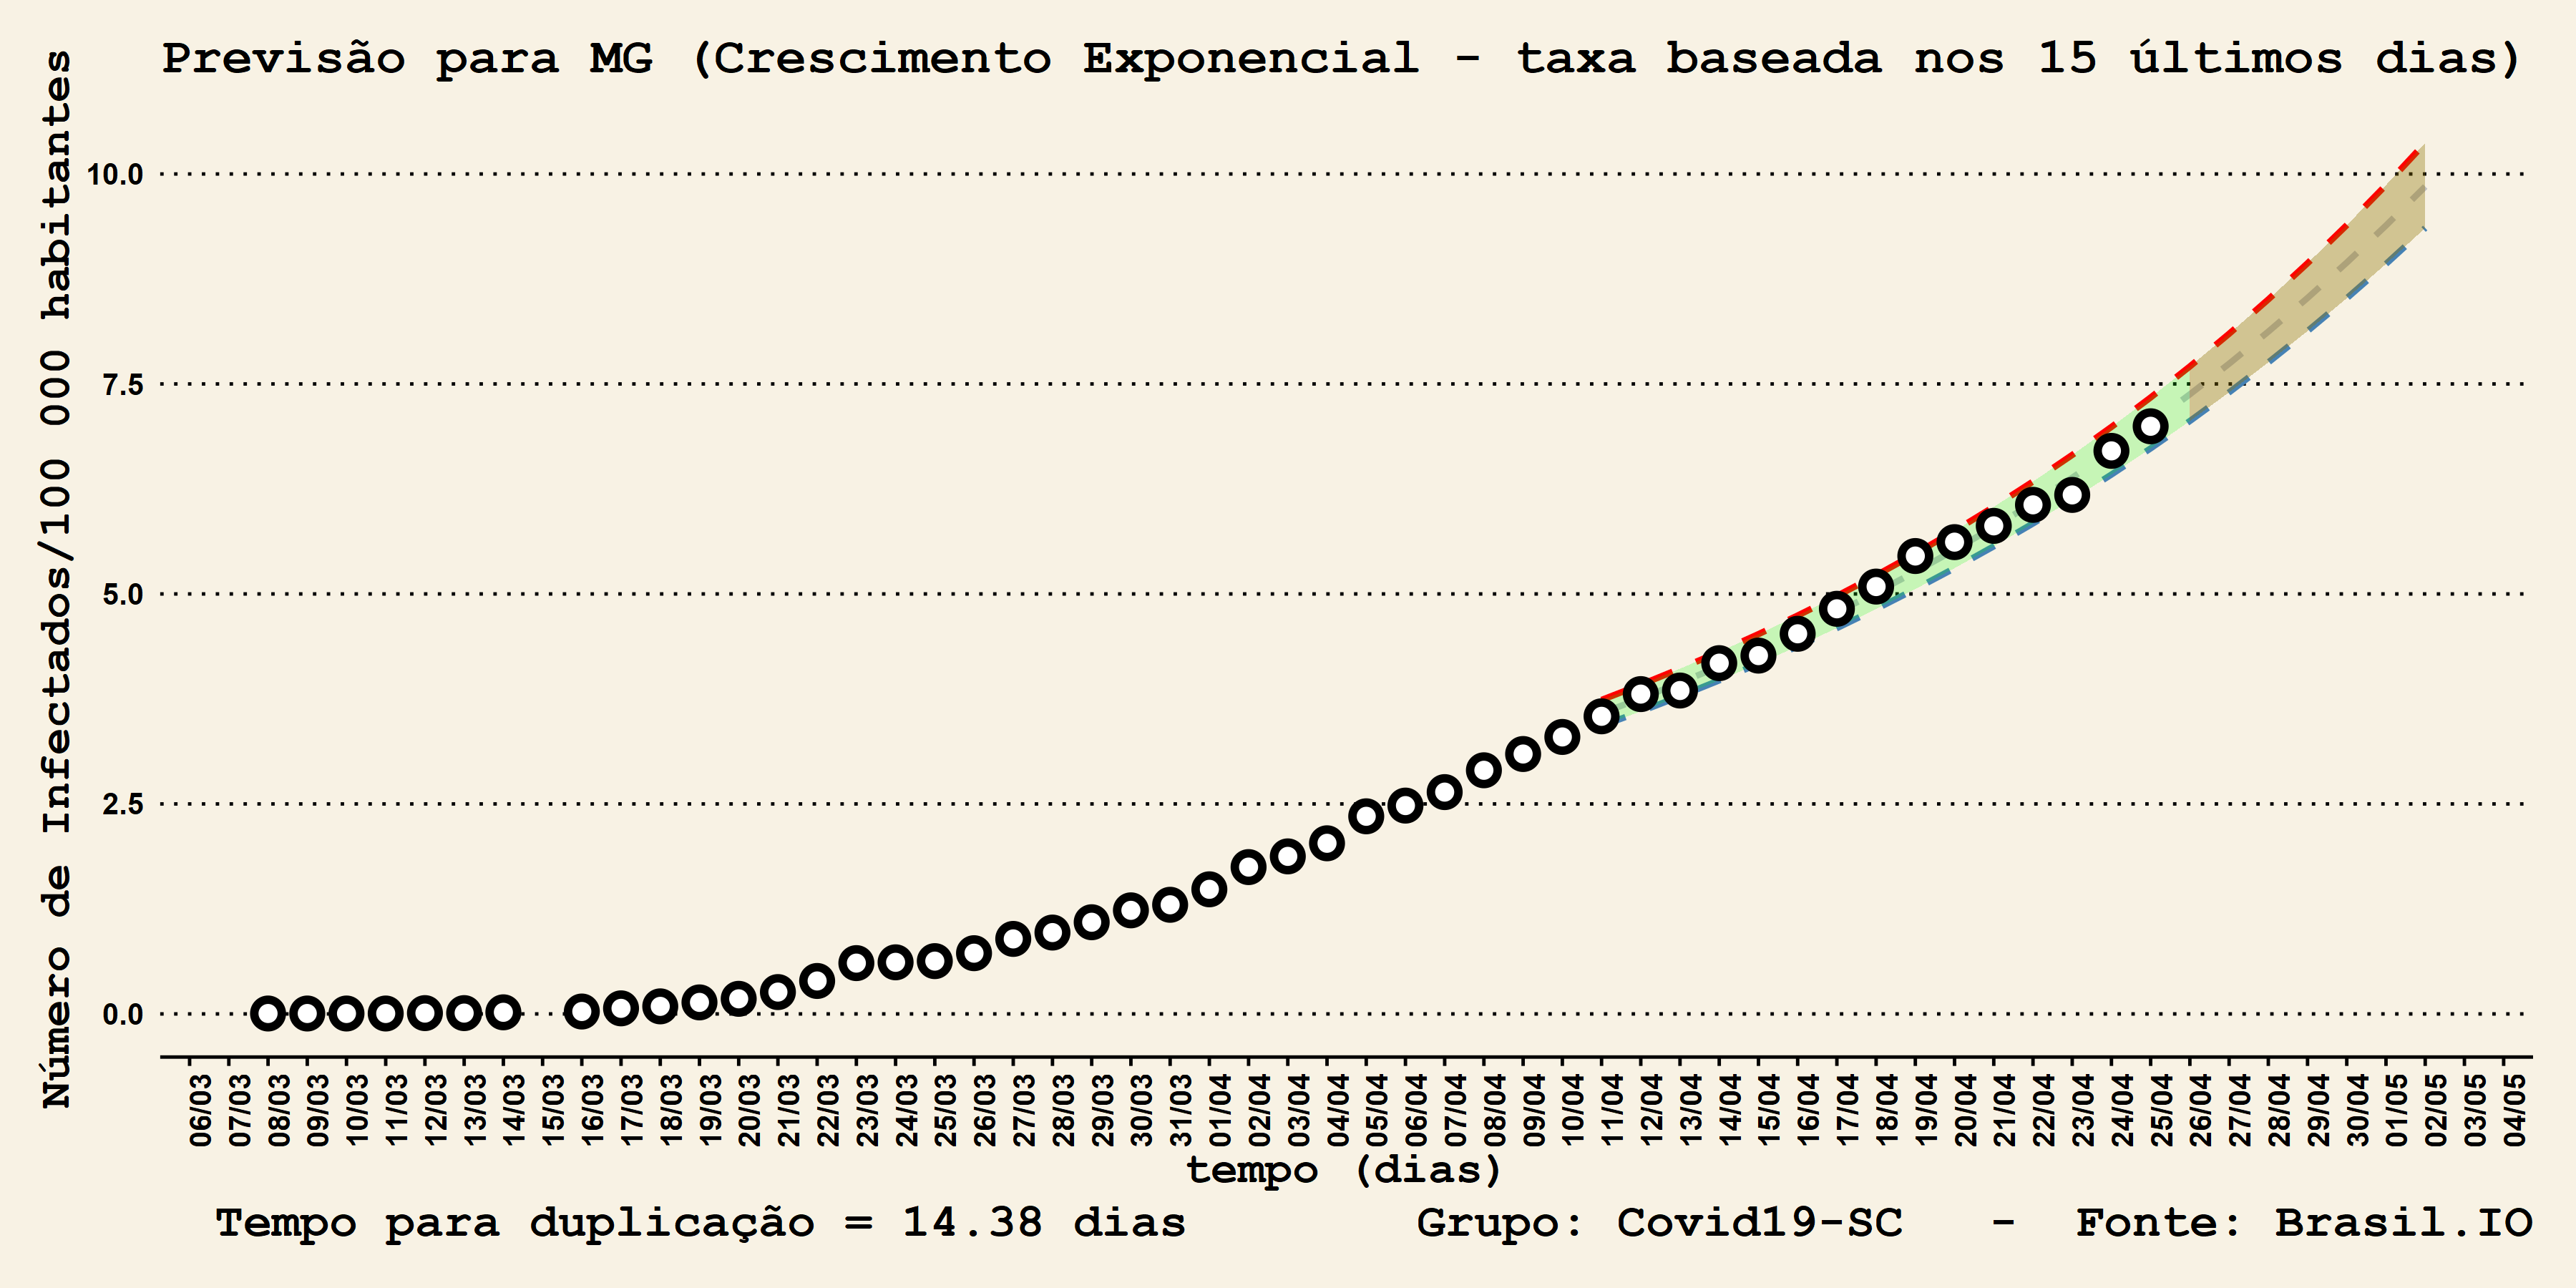 Previsão para MG (Crescimento Exponencial - taxa baseada nos 15 últimos dias)
Número de Infectados/100 000 habitantes
10.0
7.5
5.0
2.5
0.0
06/03 07/03 08/03 09/03 10/03 11/03 12/03 13/03 14/03 15/03 16/03 17/03 18/03 19/03 20/03 21/03 22/03 23/03 24/03 25/03 26/03 27/03 28/03 29/03 30/03 31/03 01/04 02/04 03/04 04/04 05/04 06/04 07/04 08/04 09/04 10/04 11/04 12/04 13/04 14/04 15/04 16/04 17/04 18/04 19/04 20/04 21/04 22/04 23/04 24/04 25/04 26/04 27/04 28/04 29/04 30/04 01/05 02/05 03/05 04/05
tempo (dias)
Tempo para duplicação = 14.38 dias Grupo: Covid19-SC - Fonte: Brasil.IO